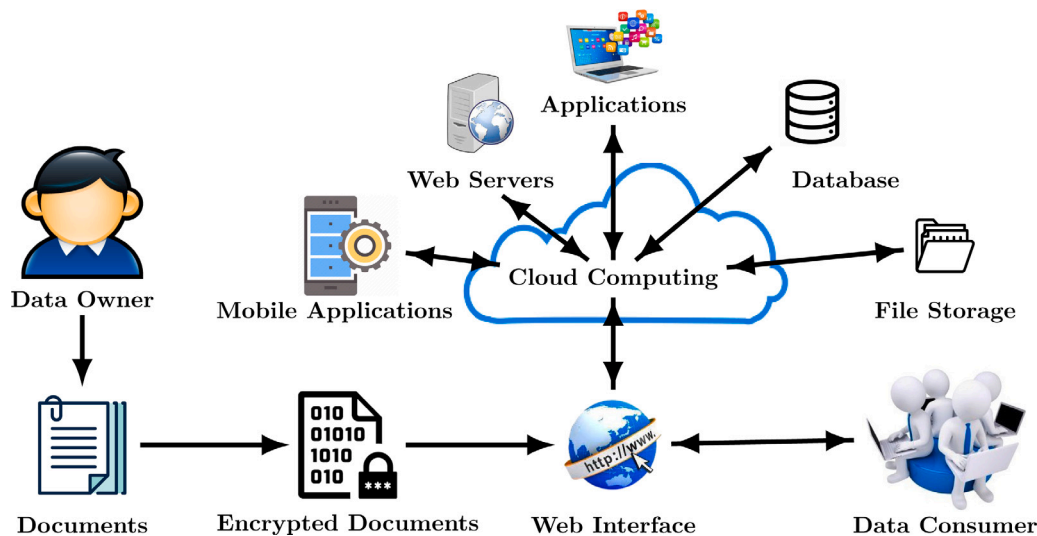 Applications
Web Servers
Database
Mobile Applications
Cloud Computing
File Storage
Data Owner
010
01010
1010
010
***
http://www.
Documents
Encrypted Documents
Web Interface
Data Consumer